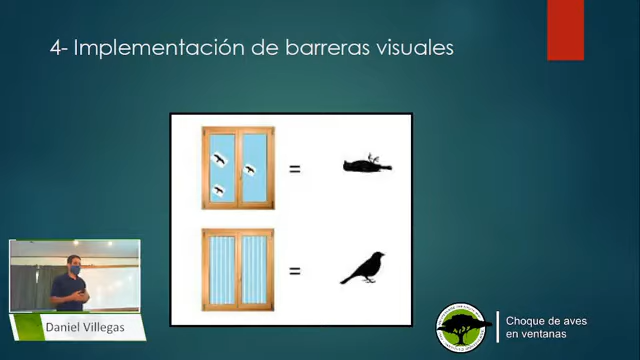 4- Implementación de barreras visuales
=
=
Daniel Villegas
Choque de aves
en ventanas